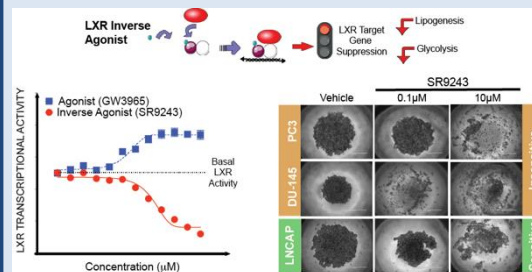 LXR Inverse
Agonist
LXR Target
Gene
Suppression
Lipogenesis
Glycolysis
LXR TRANSCRIPTIONAL ACTIVITY
Agonist (GW3965)
Inverse Agonist (SR9243)
Basal
LXR
Activity
Concentration (µM)
SR9243
Vehicle
0.1µM
10µM
PC3
DU-145
LNCAP